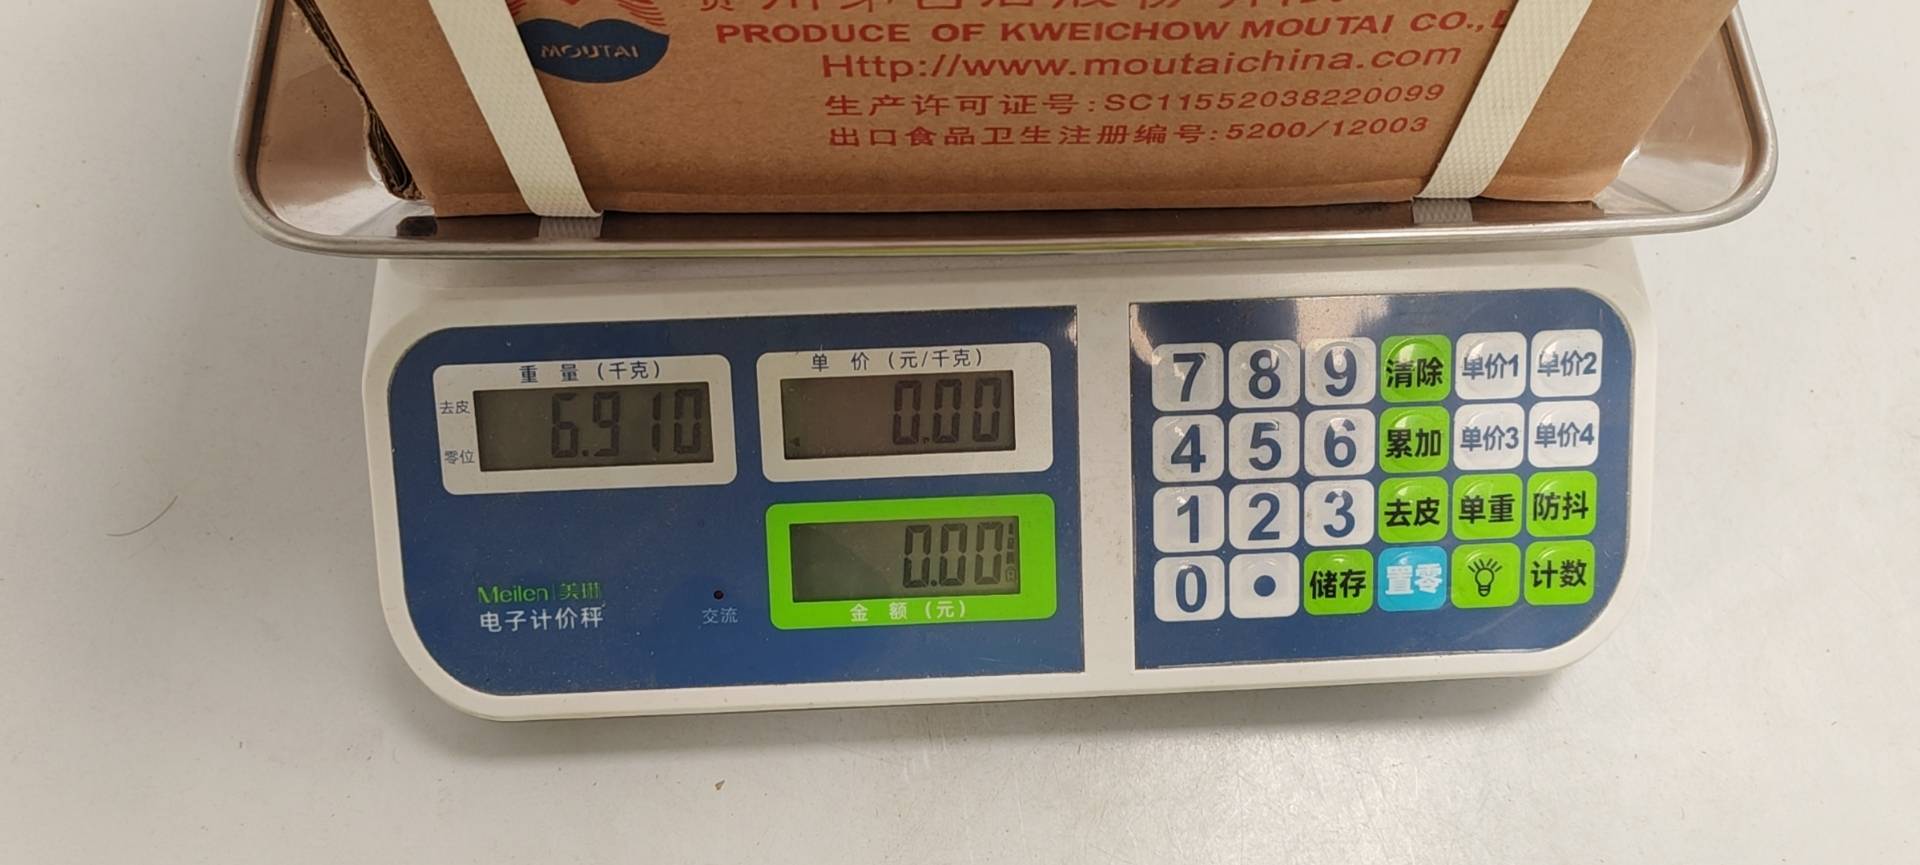 MOUTAI
PRODUCE OF KWEICHOW MOUTAI CO.,
Http://www.moutaichina.com
生产许可证号:SC11552038220099
出口食品卫生注册编号:5200/12003
重量(千克)
去皮
零位
6.910
单价(元/千克)
0.00
0.00
金额(元)
Meilen|美琳
电子计价秤
交流
7 8 9 清除 单价1 单价2
4 5 6 累加 单价3 单价4
1 2 3 去皮 单重 防抖
0 • 储存 置零 计数